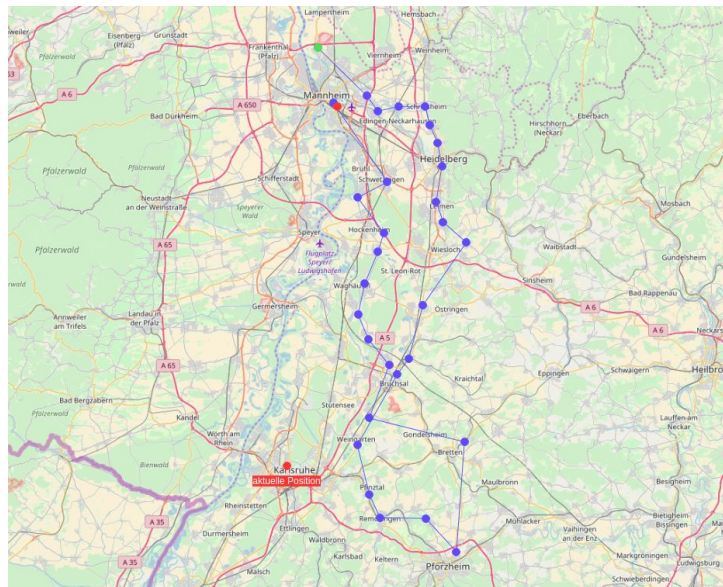 Lampertheim
Hemsbach
Eisenberg
(Pfalz)
Grünstadt
Frankenthal
(Pfalz)
Viernheim
Weinheim
Pfälzerwald
63
A 6
A 650
Mannheim
Bad Dürkheim
Edingen-Neckarhausen
Hirschhorn
(Neckar)
Eberbach
Pfälzerwald
Heidelberg
Brühl
Schifferstadt
Schwetzingen
Neustadt
an der Weinstraße
Speyerer
Wald
Leimen
Mosbach
Speyer
Hockenheim
A 65
Pfälzerwald
Flugplatz
Speyer/
Ludwigshafen
Wiesloch
Waibstadt
Gundelsheim
St. Leon-Rot
Sinsheim
Waghäusel
Bad Rappenau
Germersheim
A 6
Östringen
Annweiler
am Trifels
Landau in
der Pfalz
A 6
Neckars
A 5
A 65
Bruchsal
Kraichtal
Eppingen
Schwaigern
Heilbro
Bad Bergzabern
Stutensee
Pfälzerwald
Kandel
Lauffen am
Neckar
Wörth am
Rhein
Weingarten
Gondelsheim
Bretten
Bienwald
Karlsruhe
aktuelle Position
Pfinztal
Maulbronn
Besigheim
Rheinstetten
Remchingen
Mühlacker
Bietigheim-
Bissingen
A 35
Durmersheim
Ettlingen
Waldbronn
Vaihingen
an der Enz
Karlsbad
Keltern
Markgröningen
A 35
Malsch
Pforzheim
Ludwigsburg
Schwieberdingen